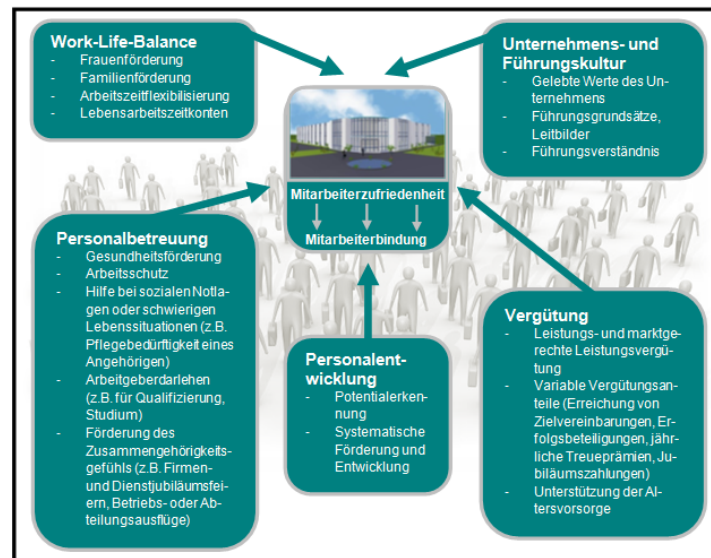 Work-Life-Balance
- Frauenförderung
- Familienförderung
- Arbeitszeitflexibilisierung
- Lebensarbeitszeitkonten
Unternehmens- und
Führungskultur
- Gelebte Werte des Un-
ternehmens
- Führungsgrundsätze,
Leitbilder
- Führungsverständnis
Mitarbeiterzufriedenheit
Mitarbeiterbindung
Personalbetreuung
- Gesundheitsförderung
- Arbeitsschutz
- Hilfe bei sozialen Notla-
gen oder schwierigen
Lebenssituationen (z.B.
Pflegebedürftigkeit eines
Angehörigen)
- Arbeitgeberdarlehen
(z.B. für Qualifizierung,
Studium)
- Förderung des
Zusammengehörigkeits-
gefühls (z.B. Firmen-
und Dienstjubiläumsfei-
ern, Betriebs- oder Ab-
teilungsausflüge)
Personalent-
wicklung
- Potentialerken-
nung
- Systematische
Förderung und
Entwicklung
Vergütung
- Leistungs- und marktge-
rechte Leistungsvergü-
tung
- Variable Vergütungsan-
teile (Erreichung von
Zielvereinbarungen, Er-
folgsbeteiligungen, jähr-
liche Treueprämien, Ju-
biläumszahlungen)
- Unterstützung der Al-
tersvorsorge